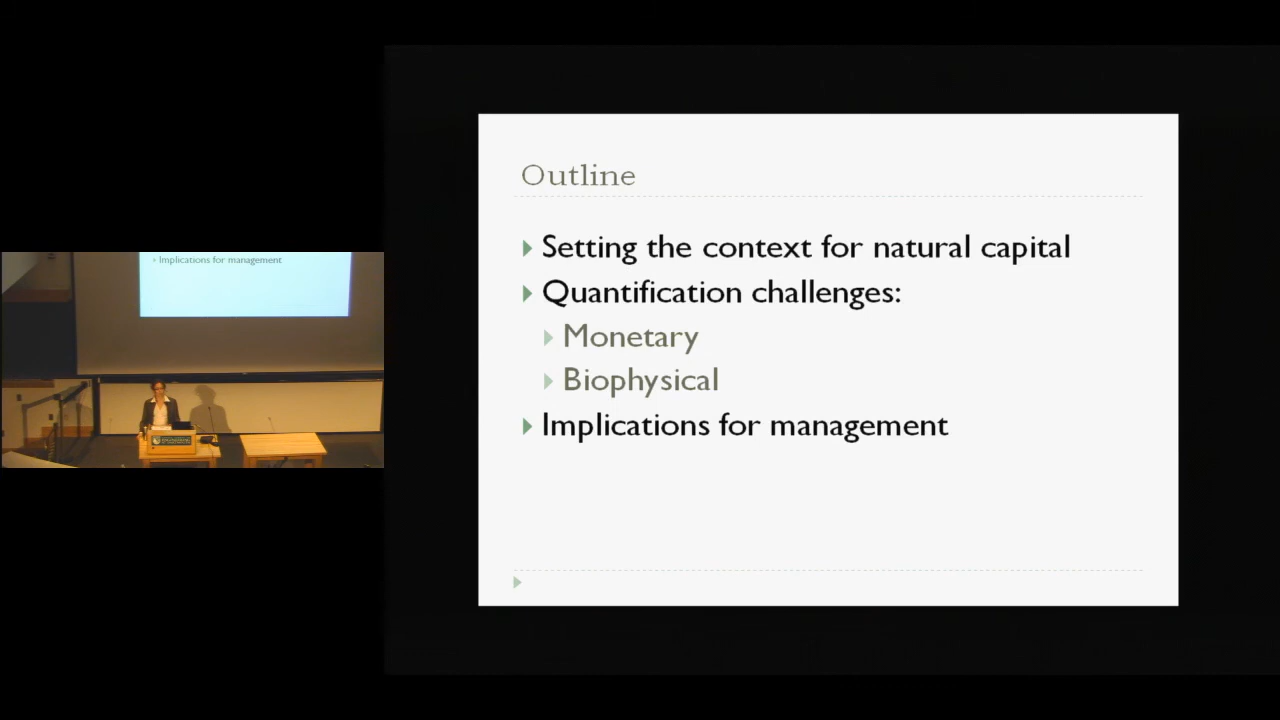 Outline
Setting the context for natural capital
Quantification challenges:
Monetary
Biophysical
Implications for management
Implications for management